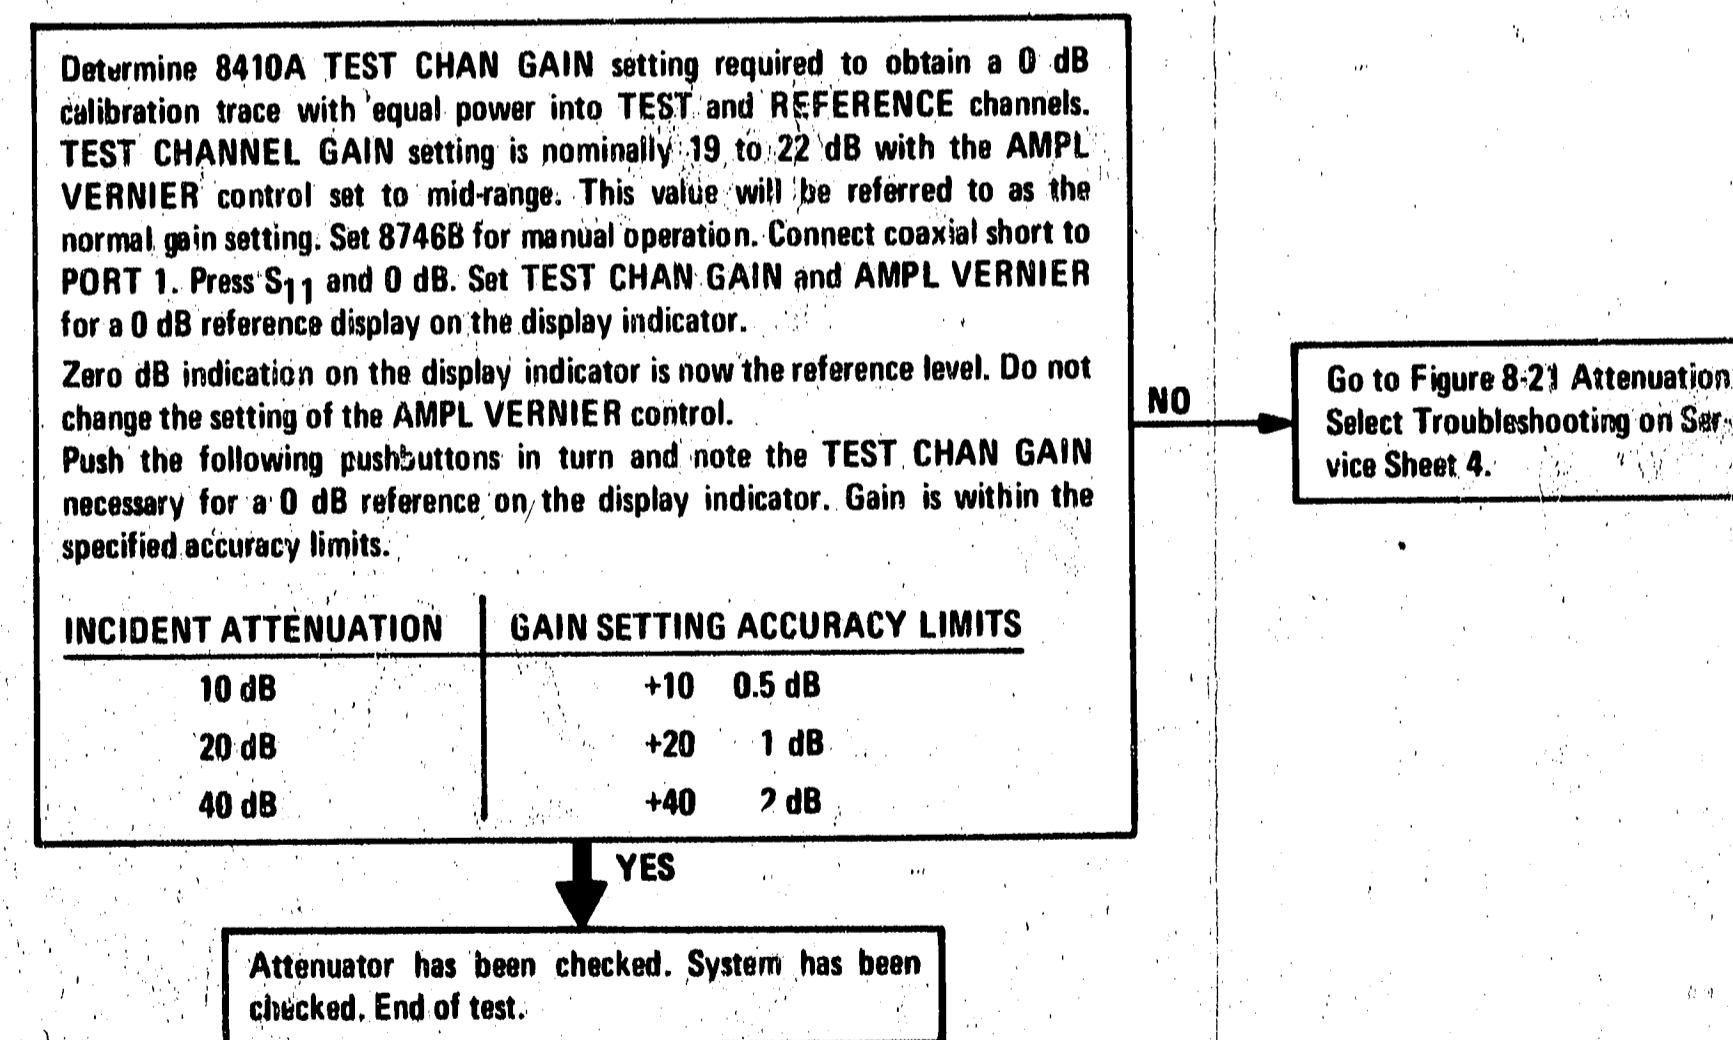 Determine 8410A TEST CHAN GAIN setting required to obtain a 0 dB
calibration trace with equal power into TEST and REFERENCE channels.
TEST CHANNEL GAIN setting is nominally 19 to 22 dB with the AMPL
VERNIER control set to mid-range. This value will be referred to as the
normal gain setting. Set 8746B for manual operation. Connect coaxial short to
PORT 1. Press S11 and 0 dB. Set TEST CHAN GAIN and AMPL VERNIER
for a 0 dB reference display on the display indicator.
Zero dB indication on the display indicator is now the reference level. Do not
change the setting of the AMPL VERNIER control.
Push the following pushbuttons in turn and note the TEST CHAN GAIN
necessary for a 0 dB reference on the display indicator. Gain is within the
specified accuracy limits.
INCIDENT ATTENUATION GAIN SETTING ACCURACY LIMITS
10 dB +10 0.5 dB
20 dB +20 1 dB
40 dB +40 2 dB
NO
Go to Figure 8-21 Attenuation
Select Troubleshooting on Ser-
vice Sheet 4.
YES
Attenuator has been checked. System has been
checked. End of test.